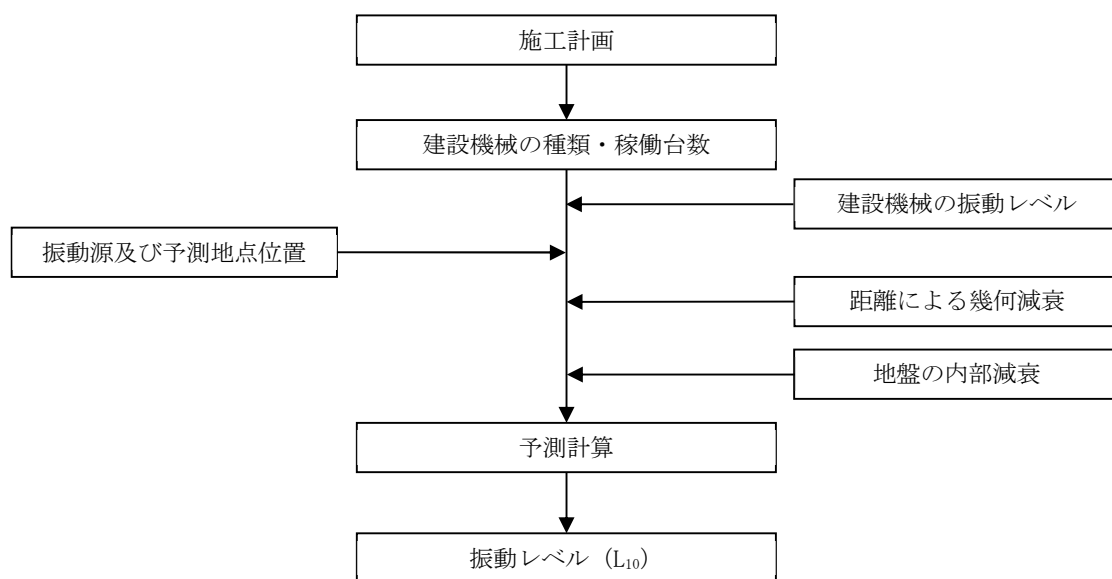 施工計画
建設機械の種類・稼働台数
建設機械の振動レベル
振動源及び予測地点位置
距離による幾何減衰
地盤の内部減衰
予測計算
振動レベル（L₁₀）